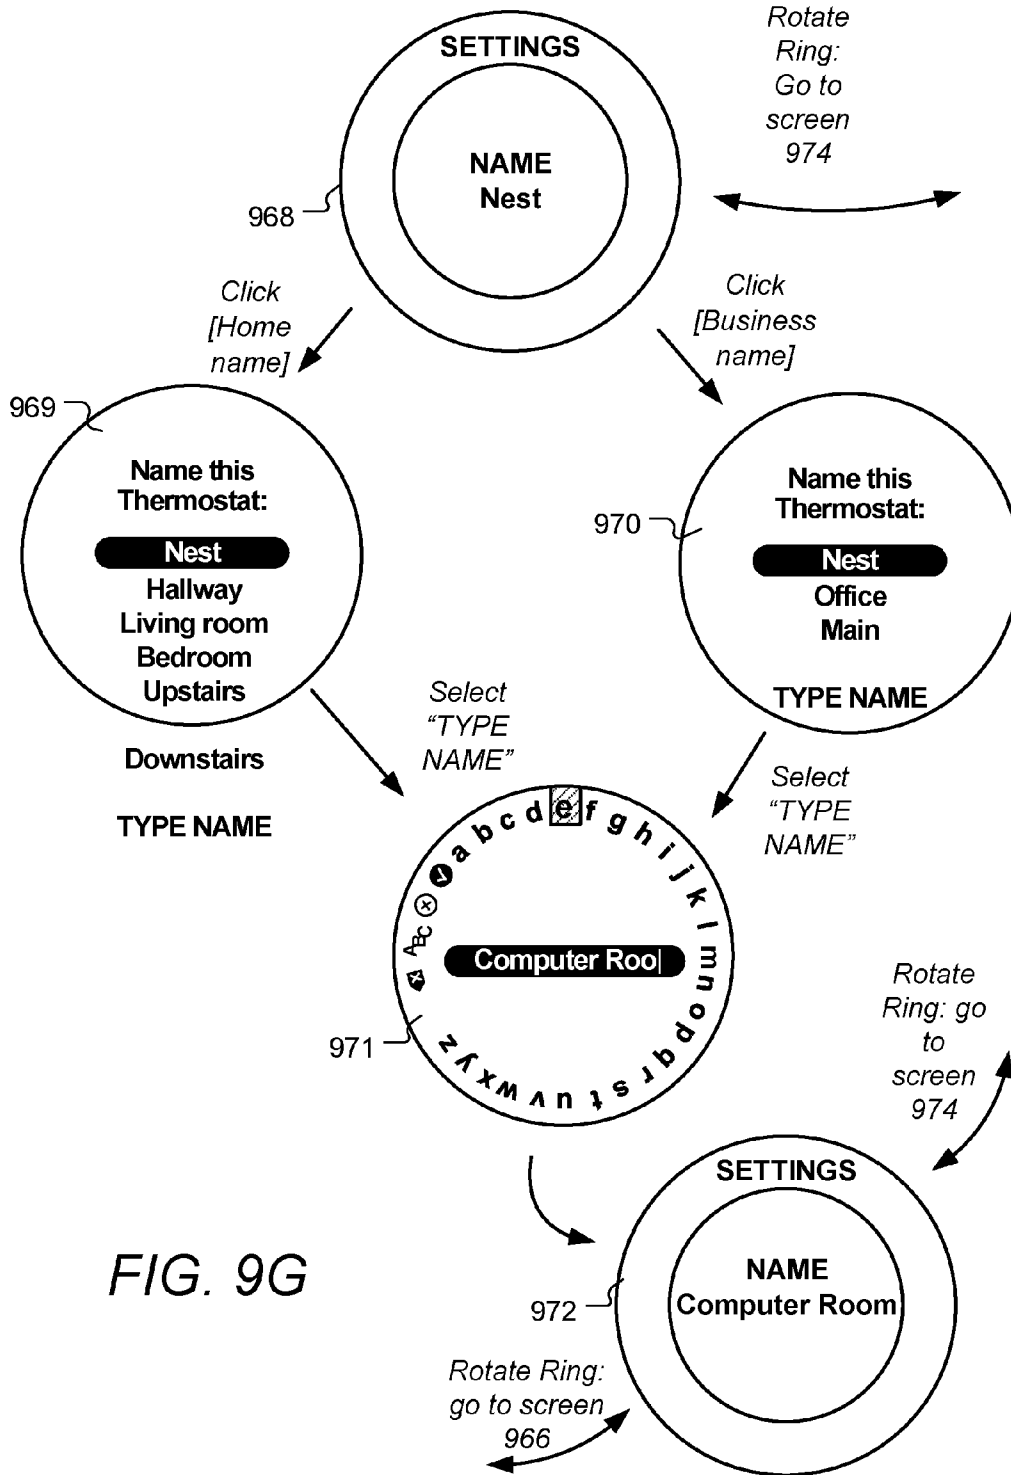 Rotate
Ring:
Go to
screen
974
SETTINGS
NAME
Nest
968
Click
[Home
name]
Click
[Business
name]
969
Name this
Thermostat:
Nest
Hallway
Living room
Bedroom
Upstairs
Downstairs
TYPE NAME
970
Name this
Thermostat:
Nest
Office
Main
TYPE NAME
Select
“TYPE
NAME”
Select
“TYPE
NAME”
a b c d e f g h i j k l m n o p q r s t u v w x y z
ABC
Computer Roo
971
Rotate
Ring: go
to
screen
974
SETTINGS
NAME
Computer Room
972
Rotate Ring:
go to screen
966
FIG. 9G